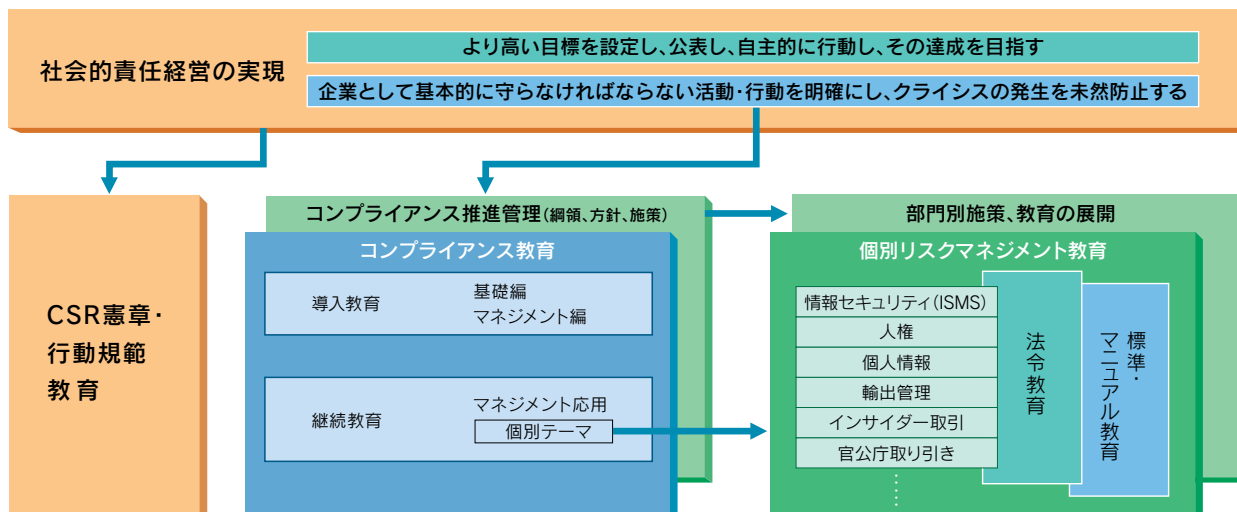 社会的責任経営の実現
より高い目標を設定し、公表し、自主的に行動し、その達成を目指す
企業として基本的に守らなければならない活動・行動を明確にし、クライシスの発生を未然防止する
CSR憲章・
行動規範
教育
コンプライアンス推進管理(綱領、方針、施策)
コンプライアンス教育
導入教育
基礎編
マネジメント編
継続教育
マネジメント応用
個別テーマ
部門別施策、教育の展開
個別リスクマネジメント教育
情報セキュリティ(ISMS)
人権
個人情報
輸出管理
インサイダー取引
官公庁取り引き
……
法令教育
標準・
マニュアル教育